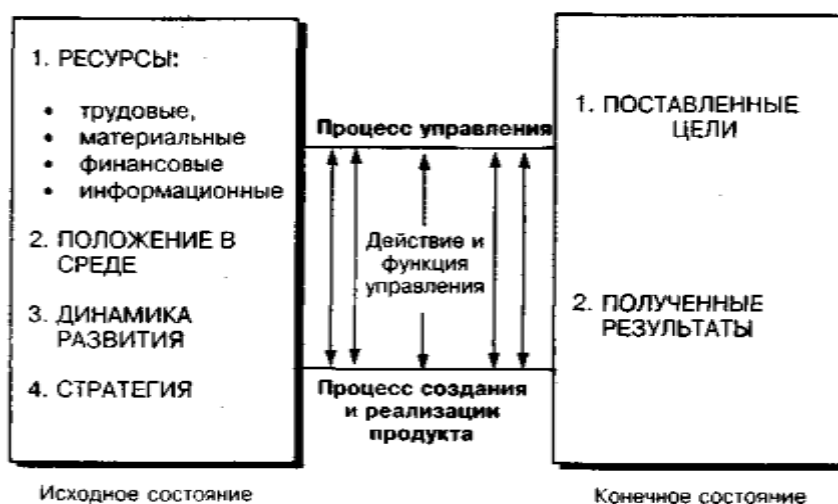 1. РЕСУРСЫ:
• трудовые,
• материальные
• финансовые
• информационные
2. ПОЛОЖЕНИЕ В
СРЕДЕ
3. ДИНАМИКА
РАЗВИТИЯ
4. СТРАТЕГИЯ
Исходное состояние
Процесс управления
Действие и
функция
управления
Процесс создания
и реализации
продукта
1. ПОСТАВЛЕННЫЕ
ЦЕЛИ
2. ПОЛУЧЕННЫЕ
РЕЗУЛЬТАТЫ
Конечное состояние